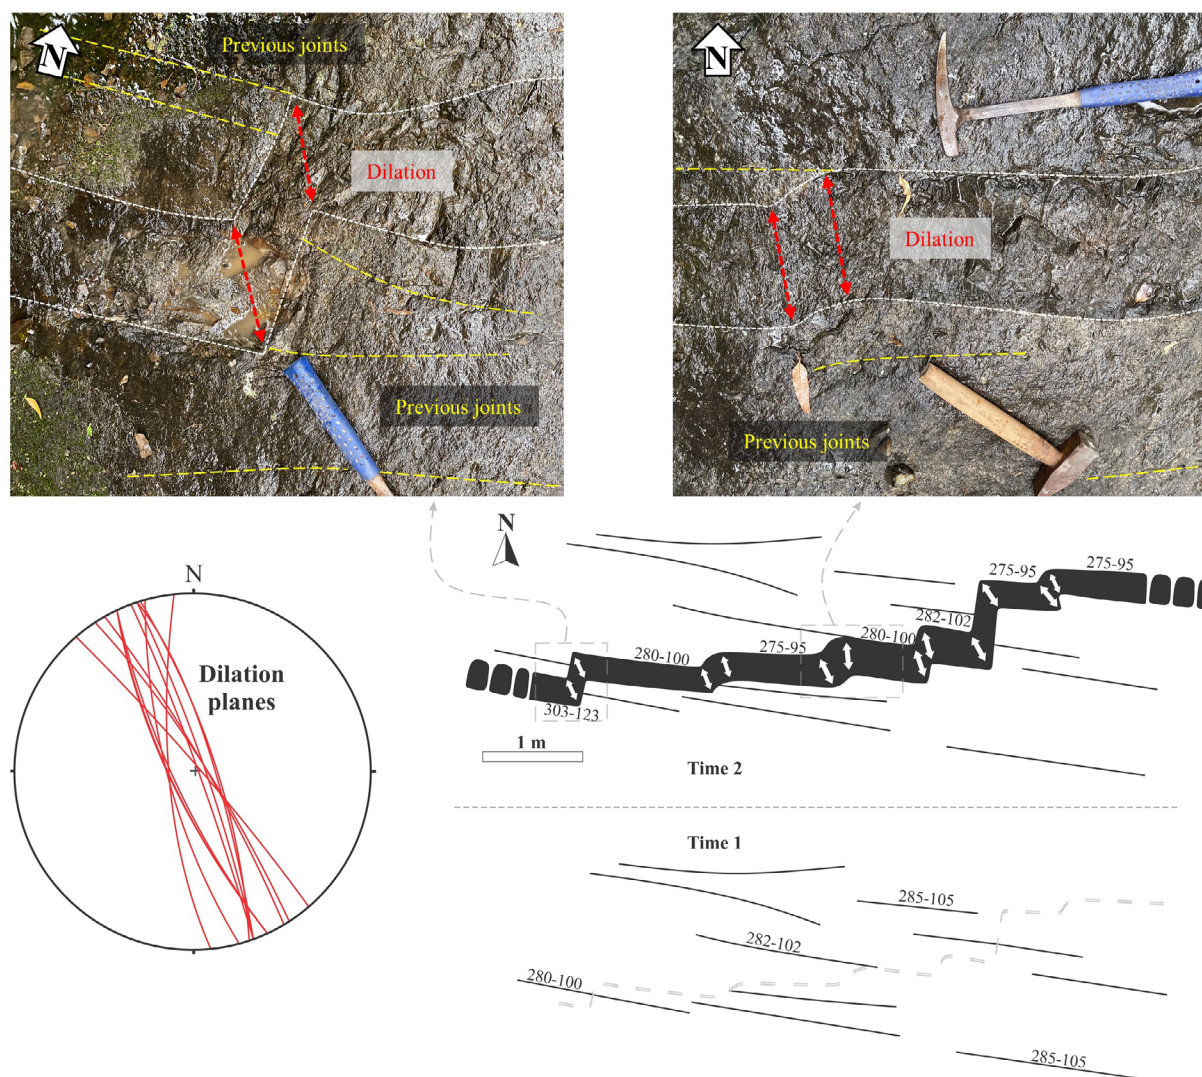 N
Previous joints
Dilation
Previous joints
N
Dilation
Previous joints
N
Dilation
planes
N
275-95
275-95
282-102
280-100
275-95
280-100
303-123
1 m
Time 2
Time 1
285-105
282-102
280-100
285-105